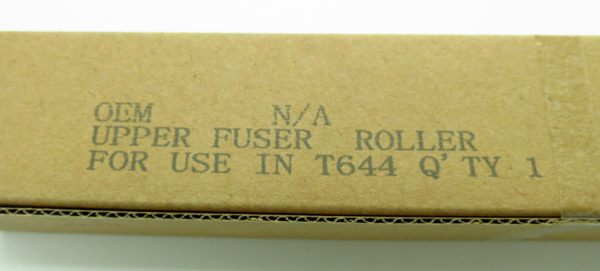 OEM N/A
UPPER FUSER ROLLER
FOR USE IN T644 Q'TY 1